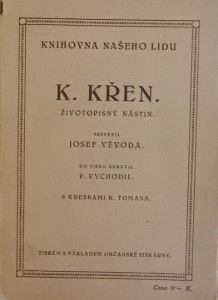 KNIHOVNA NAŠEHO LIDU
K. KŘEN.
ŽIVOTOPISNÝ NÁSTIN.
SESTAVIL
JOSEF VÉVODA.
DO TISKU UPRAVIL
P. VYCHODIL.
S KRESBAMI K. TOMANA.
TISKEM A NÁKLADEM OBČANSKÉ TISKÁRNY.
Cena K.